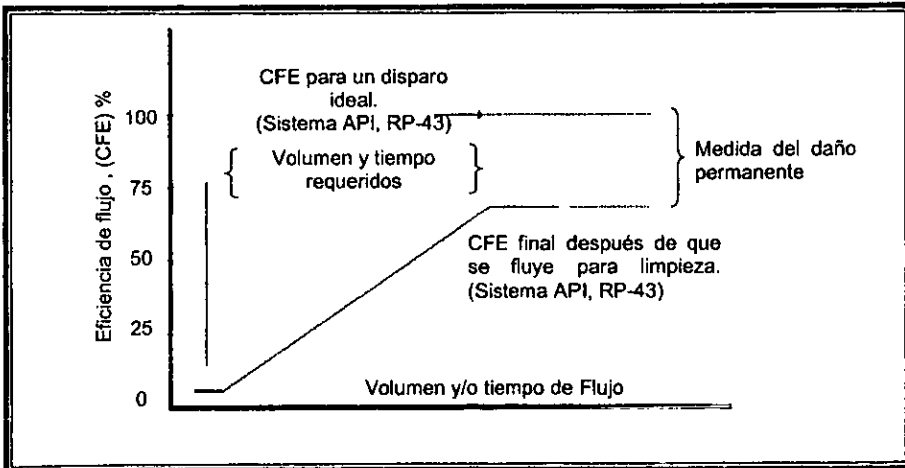 Eficiencia de flujo , (CFE) %
100
75
50
25
0
CFE para un disparo
ideal.
(Sistema API, RP-43)
Volumen y tiempo
requeridos
Medida del daño
permanente
CFE final después de que
se fluye para limpieza.
(Sistema API, RP-43)
Volumen y/o tiempo de Flujo